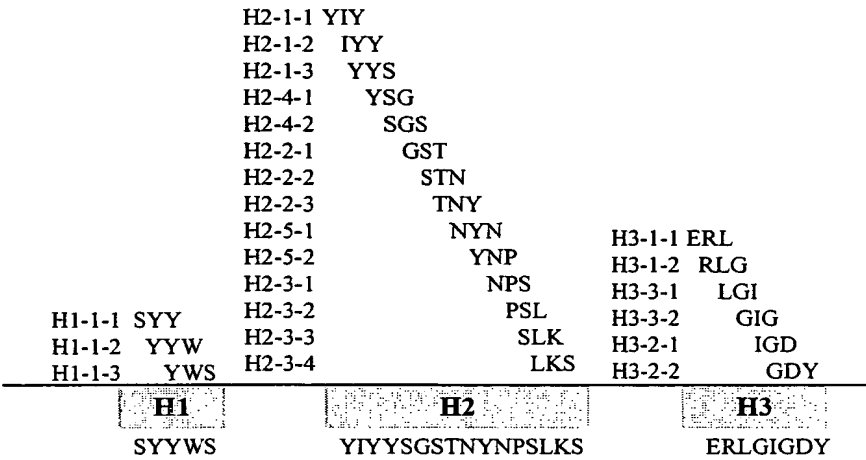 H2-1-1 YIY
H2-1-2 IYY
H2-1-3 YYS
H2-4-1 YSG
H2-4-2 SGS
H2-2-1 GST
H2-2-2 STN
H2-2-3 TNY
H2-5-1 NYN
H2-5-2 YNP
H2-3-1 NPS
H2-3-2 PSL
H2-3-3 SLK
H2-3-4 LKS
H1-1-1 SYY
H1-1-2 YYW
H1-1-3 YWS
H3-1-1 ERL
H3-1-2 RLG
H3-3-1 LGI
H3-3-2 GIG
H3-2-1 IGD
H3-2-2 GDY
H1 H2 H3
SYYWS YIYYSGSTNYNPSLKS ERLGIGDY